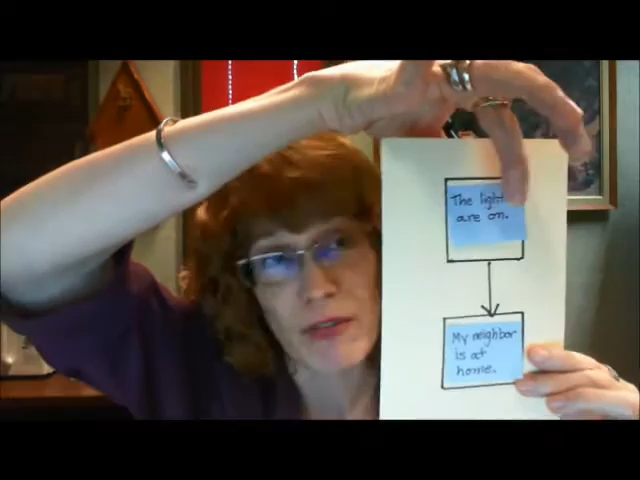 The light
are on.
My neighbor
is at
home.